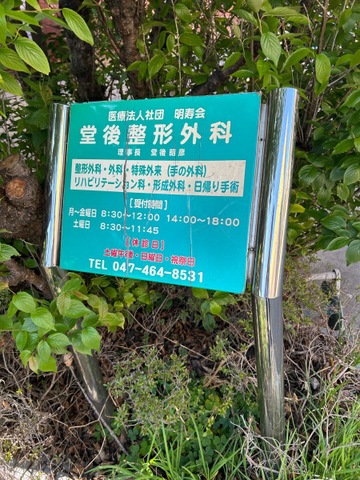 医療法人社団　明寿会
堂後整形外科
理事長　堂後昭彦
整形外科・外科・特殊外来（手の外科）
リハビリテーション科・形成外科・日帰り手術
【受付時間】
月～金曜日　8:30～12:00　14:00～18:00
土曜日　8:30～11:45
【休診日】
土曜午後・日曜日・祝祭日
TEL 047-464-8531